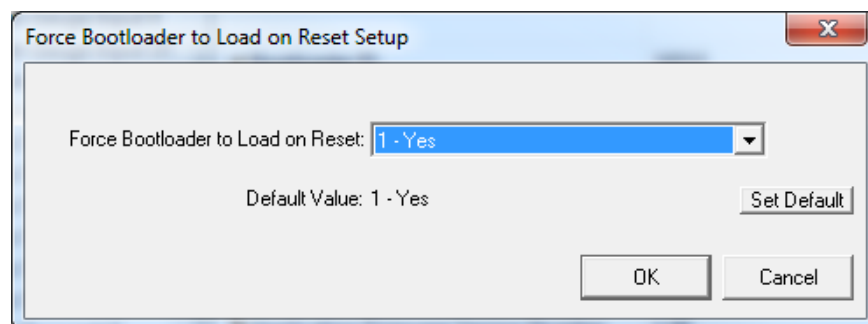 Force Bootloader to Load on Reset Setup
Force Bootloader to Load on Reset: 1 - Yes
Default Value: 1 - Yes Set Default
OK Cancel